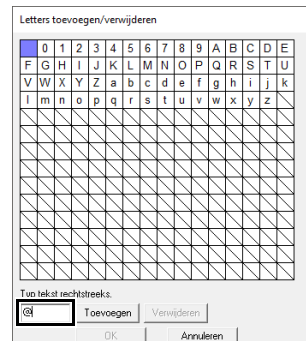 Letters toevoegen/verwijderen
0 1 2 3 4 5 6 7 8 9 A B C D E
F G H I J K L M N O P Q R S T U
V W X Y Z a b c d e f g h i j k
l m n o p q r s t u v w x y z
Typ tekst rechtstreeks.
@ Toevoegen Verwijderen
OK Annuleren